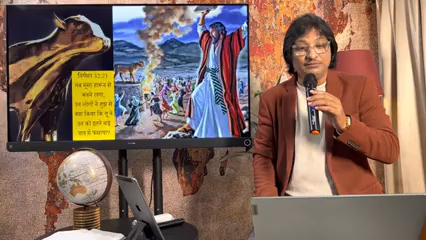 (निर्गमन 32:21)
तब मूसा हारून से
कहने लगा,
उन लोगों ने तुझ से
क्या किया कि तू ने
उन को इतने बड़े
पाप में फंसाया??